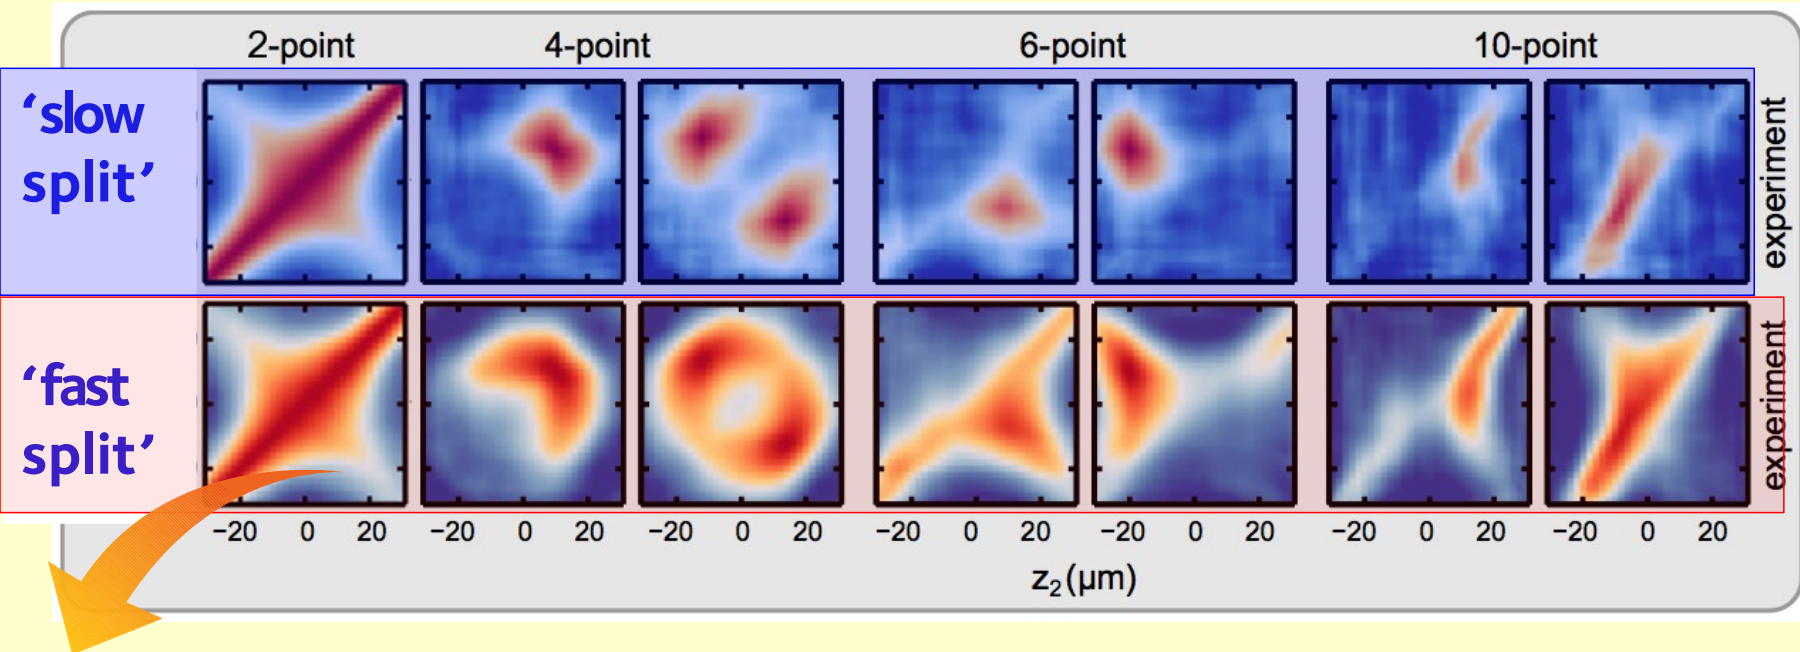 2-point 4-point 6-point 10-point
‘slow
split’
experiment
‘fast
split’
experiment
−20 0 20 −20 0 20 −20 0 20 −20 0 20 −20 0 20 −20 0 20 −20 0 20
z₂ (μm)